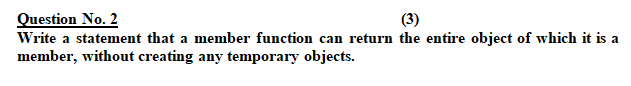 Question No. 2 (3)
Write a statement that a member function can return the entire object of which it is a
member, without creating any temporary objects.